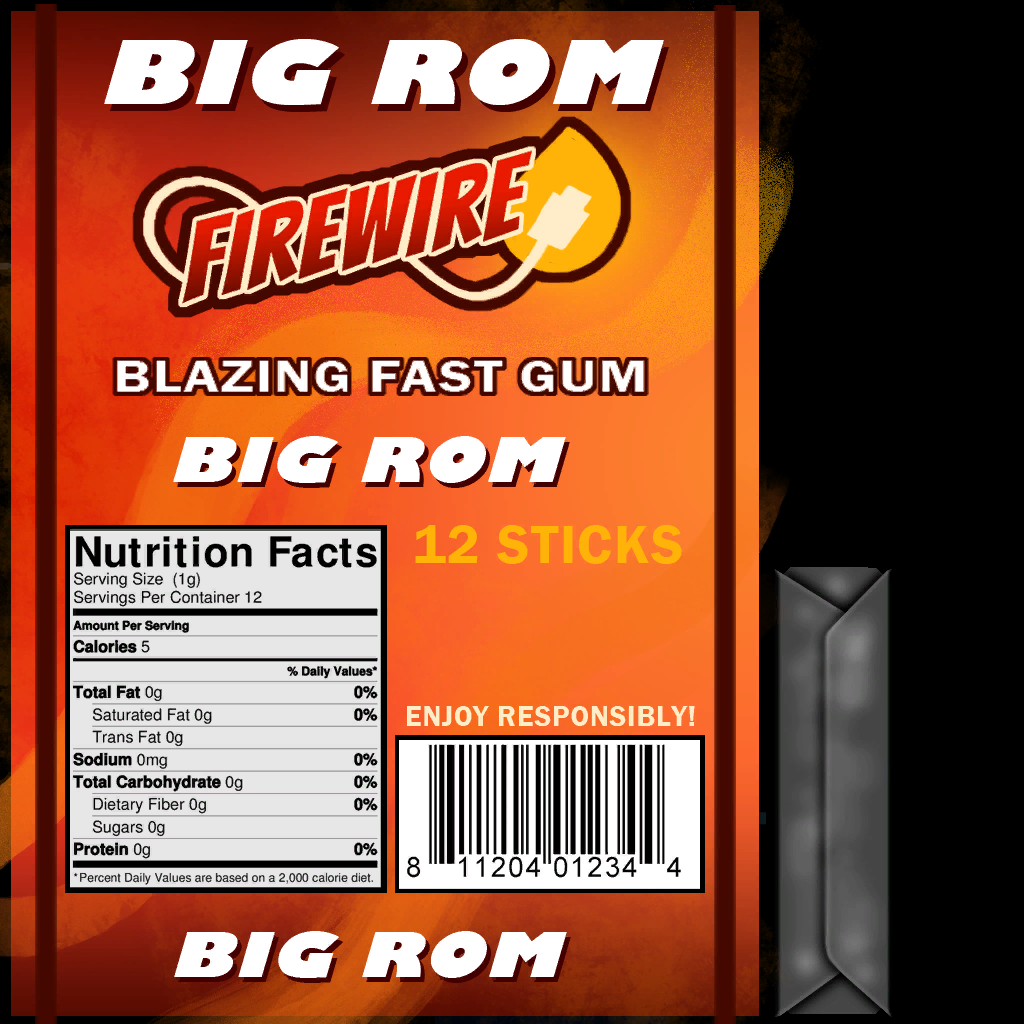 BIG ROM
FIREWIRE
BLAZING FAST GUM
BIG ROM
12 STICKS
Nutrition Facts
Serving Size (1g)
Servings Per Container 12
Amount Per Serving
Calories 5
% Daily Values*
Total Fat 0g 0%
Saturated Fat 0g 0%
Trans Fat 0g
Sodium 0mg 0%
Total Carbohydrate 0g 0%
Dietary Fiber 0g 0%
Sugars 0g
Protein 0g 0%
*Percent Daily Values are based on a 2,000 calorie diet.
ENJOY RESPONSIBLY!
8 11204 01234 4
BIG ROM